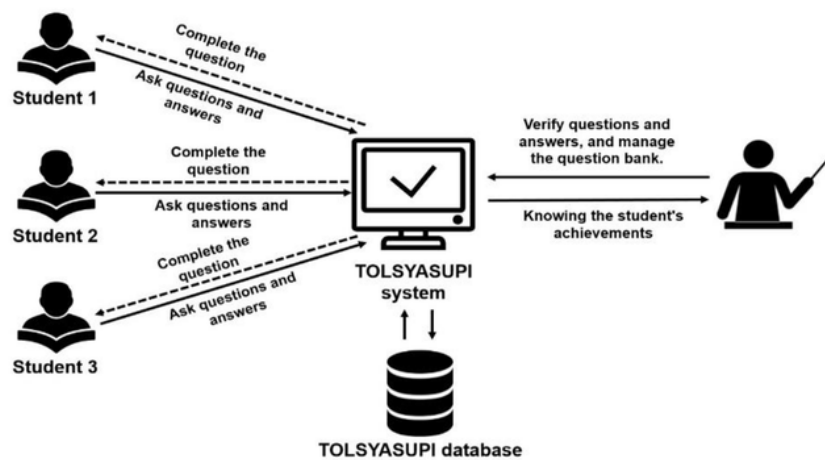 Complete the
question
Ask questions and
answers
Student 1
Complete the
question
Ask questions and
answers
Student 2
Complete the
question
Ask questions and
answers
Student 3
TOLSYASUPI
system
Verify questions and
answers, and manage
the question bank.
Knowing the student's
achievements
TOLSYASUPI database